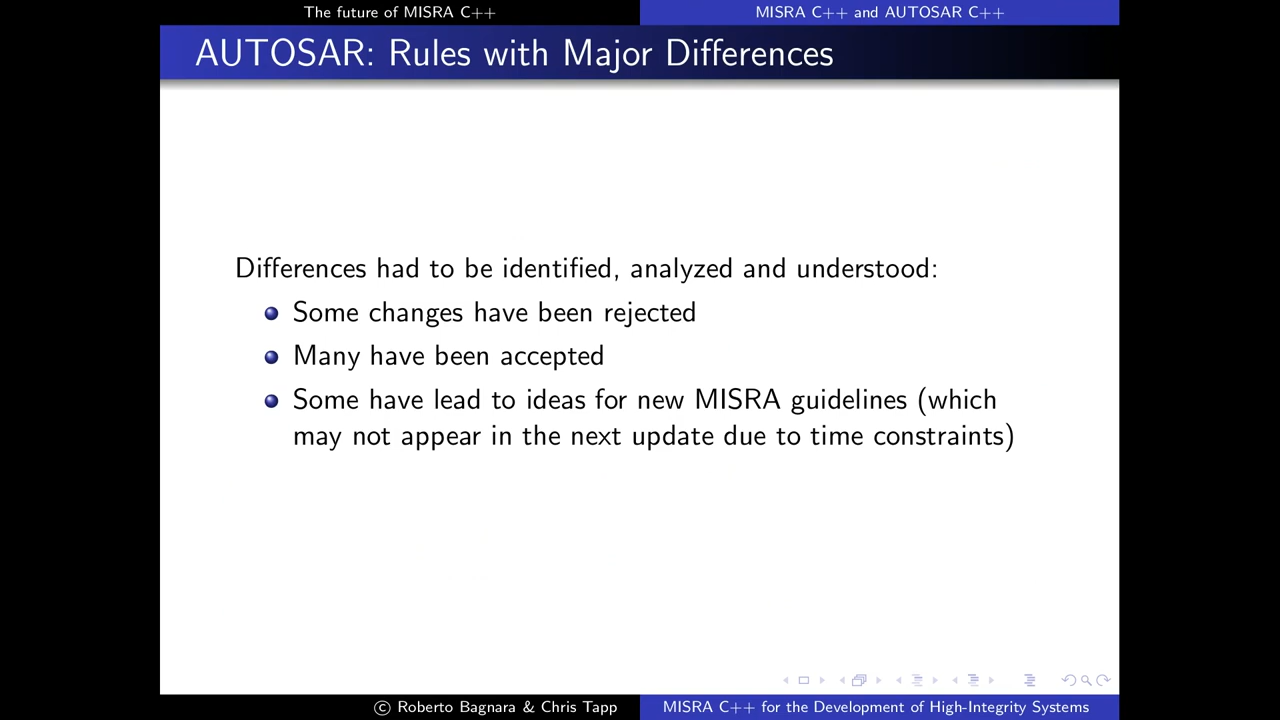 The future of MISRA C++
MISRA C++ and AUTOSAR C++
AUTOSAR: Rules with Major Differences
Differences had to be identified, analyzed and understood:
Some changes have been rejected
Many have been accepted
Some have lead to ideas for new MISRA guidelines (which
may not appear in the next update due to time constraints)
© Roberto Bagnara & Chris Tapp
MISRA C++ for the Development of High-Integrity Systems